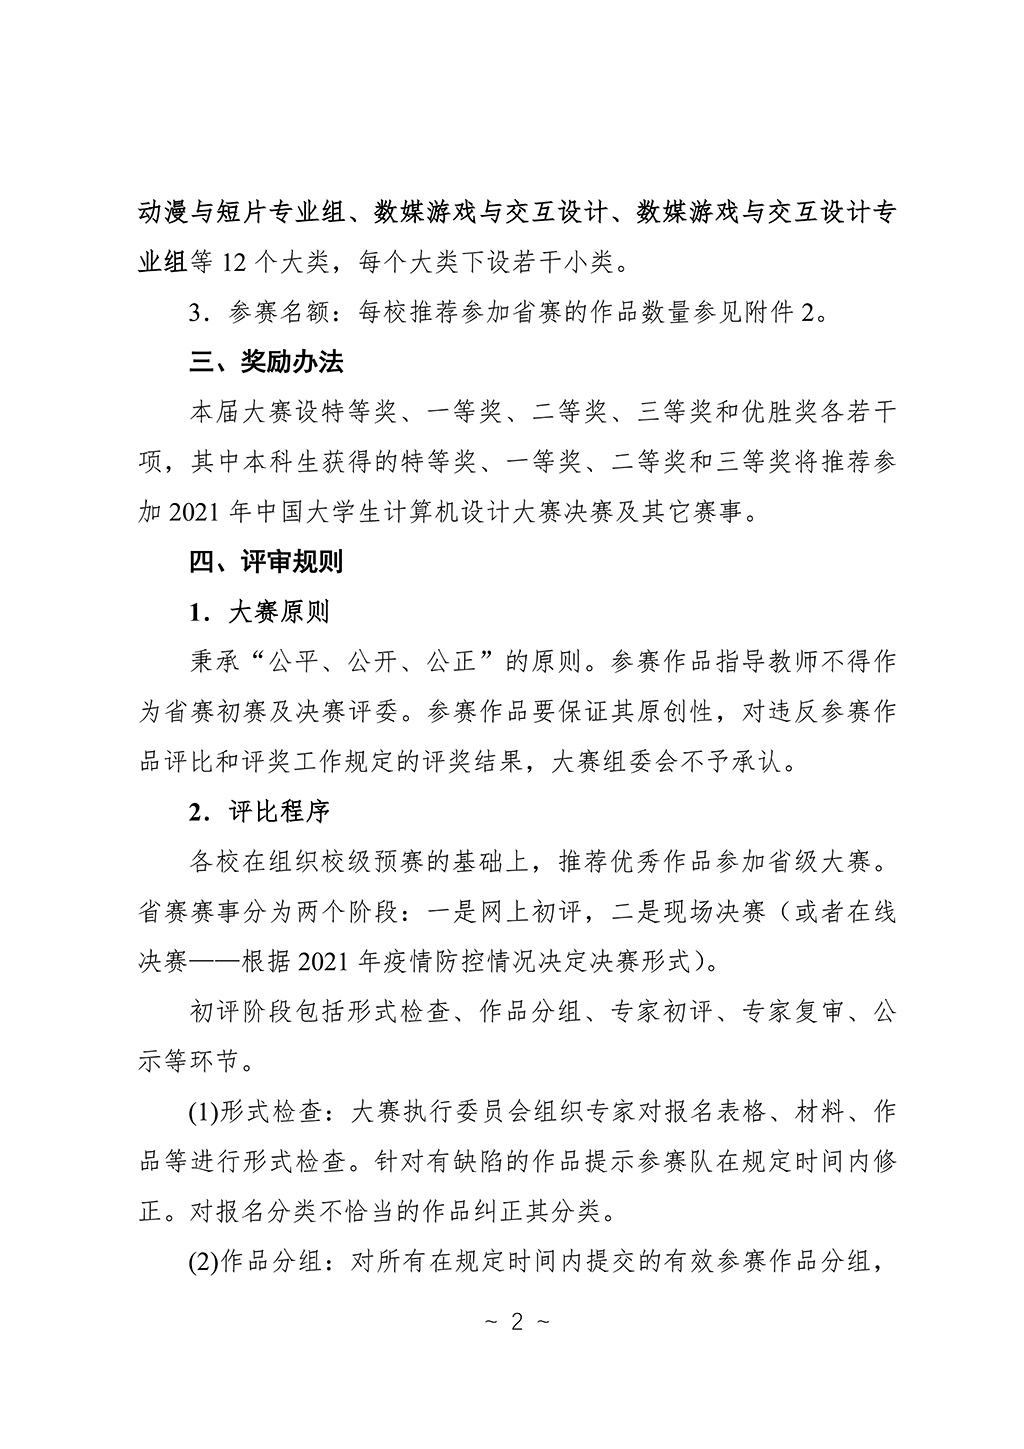 动漫与短片专业组、数媒游戏与交互设计、数媒游戏与交互设计专
业组等 12 个大类，每个大类下设若干小类。
3．参赛名额：每校推荐参加省赛的作品数量参见附件 2。
三、奖励办法
本届大赛设特等奖、一等奖、二等奖、三等奖和优胜奖各若干
项，其中本科生获得的特等奖、一等奖、二等奖和三等奖将推荐参
加 2021 年中国大学生计算机设计大赛决赛及其它赛事。
四、评审规则
1．大赛原则
秉承“公平、公开、公正”的原则。参赛作品指导教师不得作
为省赛初赛及决赛评委。参赛作品要保证其原创性，对违反参赛作
品评比和评奖工作规定的评奖结果，大赛组委会不予承认。
2．评比程序
各校在组织校级预赛的基础上，推荐优秀作品参加省级大赛。
省赛赛事分为两个阶段：一是网上初评，二是现场决赛（或者在线
决赛——根据 2021 年疫情防控情况决定决赛形式）。
初评阶段包括形式检查、作品分组、专家初评、专家复审、公
示等环节。
(1)形式检查：大赛执行委员会组织专家对报名表格、材料、作
品等进行形式检查。针对有缺陷的作品提示参赛队在规定时间内修
正。对报名分类不恰当的作品纠正其分类。
(2)作品分组：对所有在规定时间内提交的有效参赛作品分组，
~ 2 ~